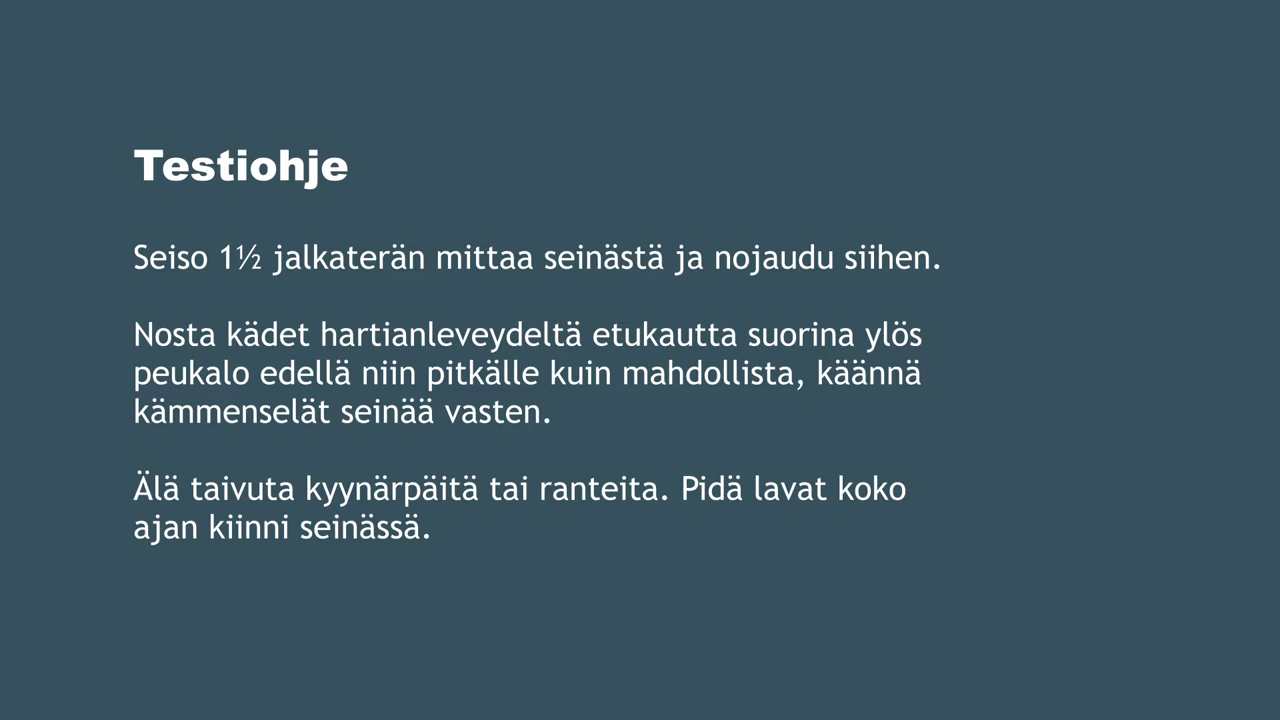 Testiohje
Seiso 1½ jalkaterän mittaa seinästä ja nojaudu siihen.
Nosta kädet hartianleveydeltä etukautta suorina ylös
peukalo edellä niin pitkälle kuin mahdollista, käännä
kämmenselät seinää vasten.
Älä taivuta kyynärpäitä tai ranteita. Pidä lavat koko
ajan kiinni seinässä.